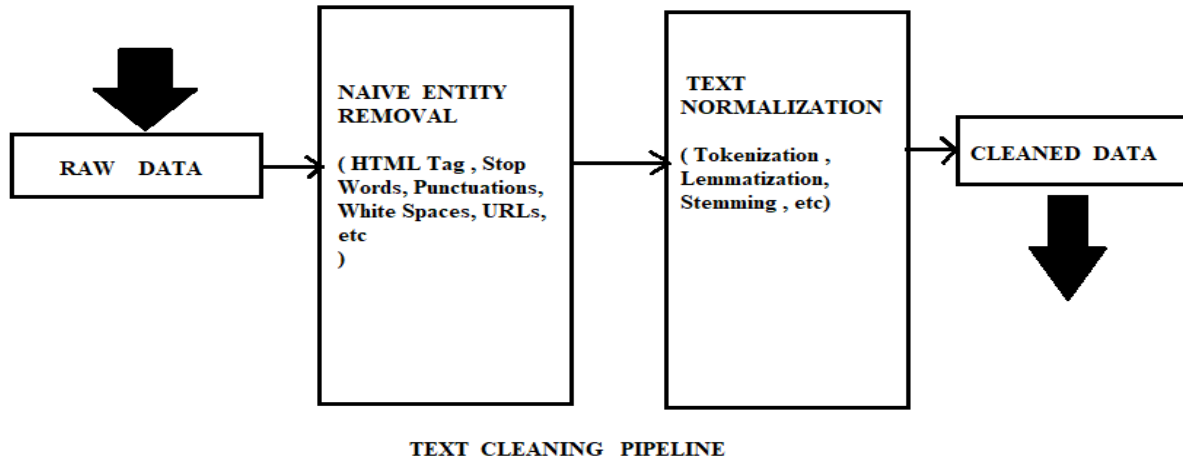 RAW DATA
NAIVE ENTITY
REMOVAL
( HTML Tag , Stop
Words, Punctuations,
White Spaces, URLs,
etc
)
TEXT
NORMALIZATION
( Tokenization ,
Lemmatization,
Stemming , etc)
CLEANED DATA
TEXT CLEANING PIPELINE